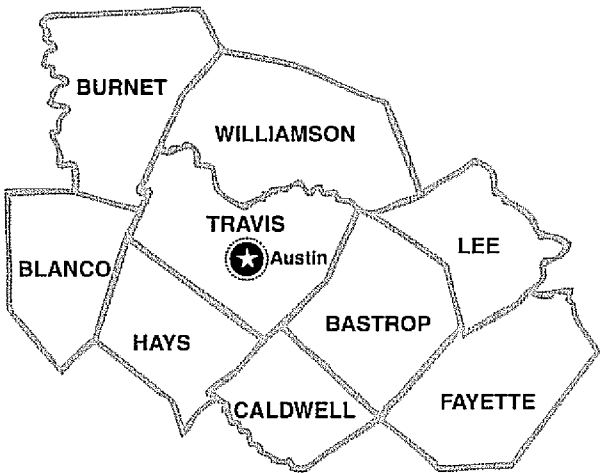 BURNET
WILLIAMSON
TRAVIS
Austin
LEE
BLANCO
BASTROP
HAYS
CALDWELL
FAYETTE